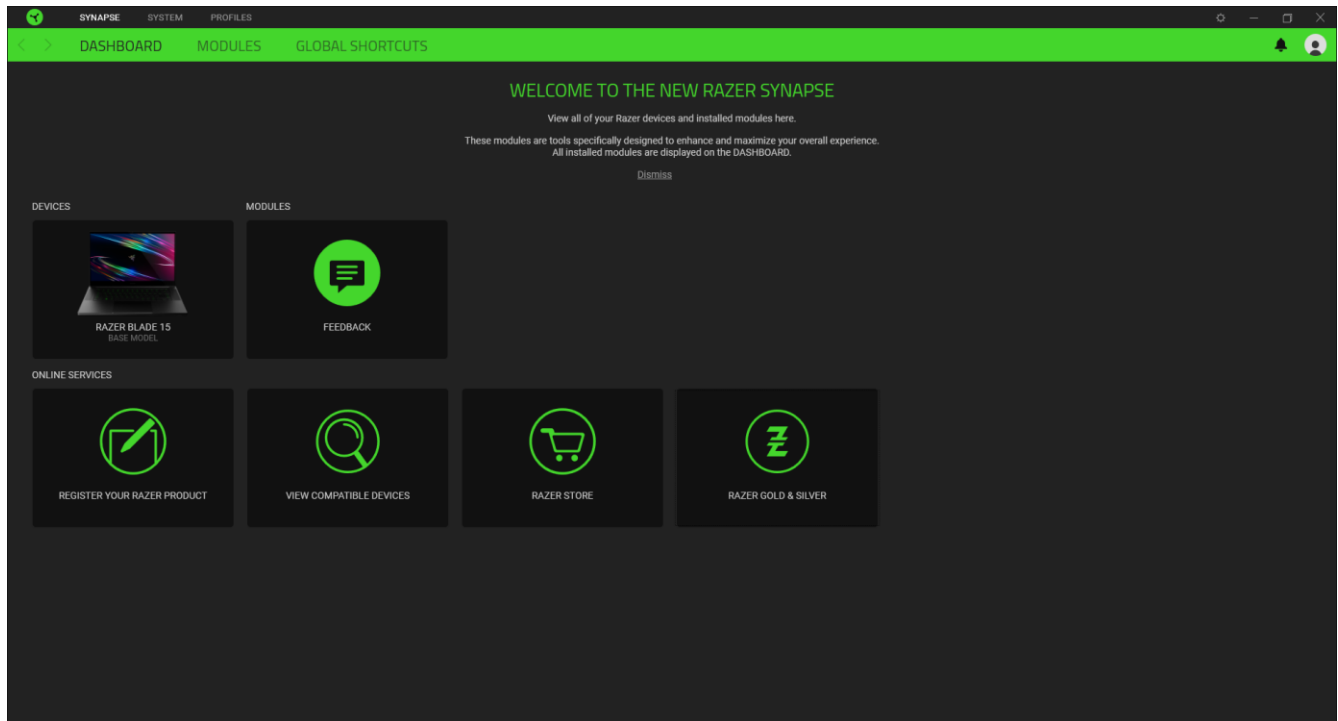 SYNAPSE SYSTEM PROFILES
DASHBOARD MODULES GLOBAL SHORTCUTS
WELCOME TO THE NEW RAZER SYNAPSE
View all of your Razer devices and installed modules here.
These modules are tools specifically designed to enhance and maximize your overall experience.
All installed modules are displayed on the DASHBOARD.
Dismiss
DEVICES MODULES
RAZER BLADE 15
BASE MODEL
FEEDBACK
ONLINE SERVICES
REGISTER YOUR RAZER PRODUCT
VIEW COMPATIBLE DEVICES
RAZER STORE
RAZER GOLD & SILVER